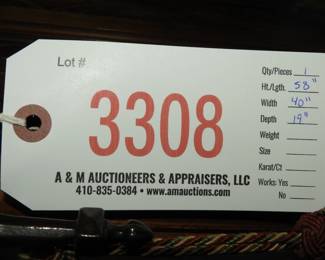 Lot #
3308
A & M AUCTIONEERS & APPRAISERS, LLC
410-835-0384 • www.amauctions.com
Qty/Pieces 1
Ht./Lgth. 58"
Width 40"
Depth 19"
Weight
Size
Karat/Ct
Works: Yes
No